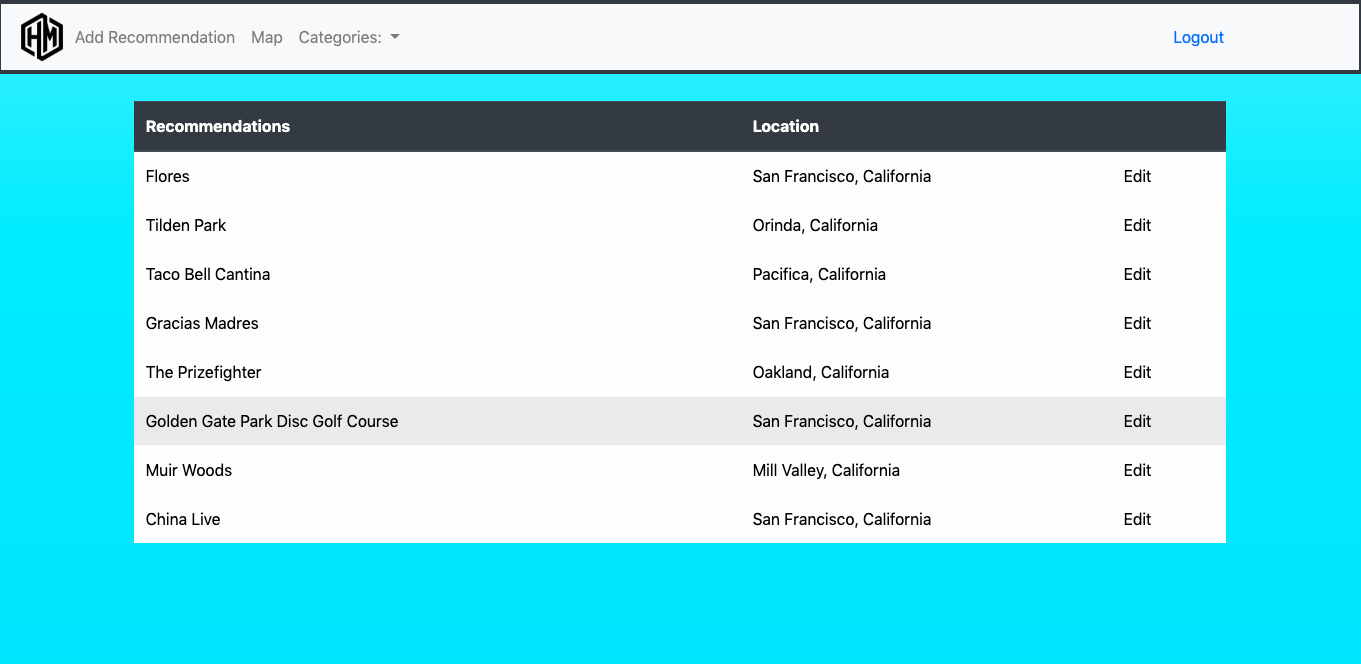 HM Add Recommendation Map Categories: Logout
Recommendations Location
Flores San Francisco, California Edit
Tilden Park Orinda, California Edit
Taco Bell Cantina Pacifica, California Edit
Gracias Madres San Francisco, California Edit
The Prizefighter Oakland, California Edit
Golden Gate Park Disc Golf Course San Francisco, California Edit
Muir Woods Mill Valley, California Edit
China Live San Francisco, California Edit